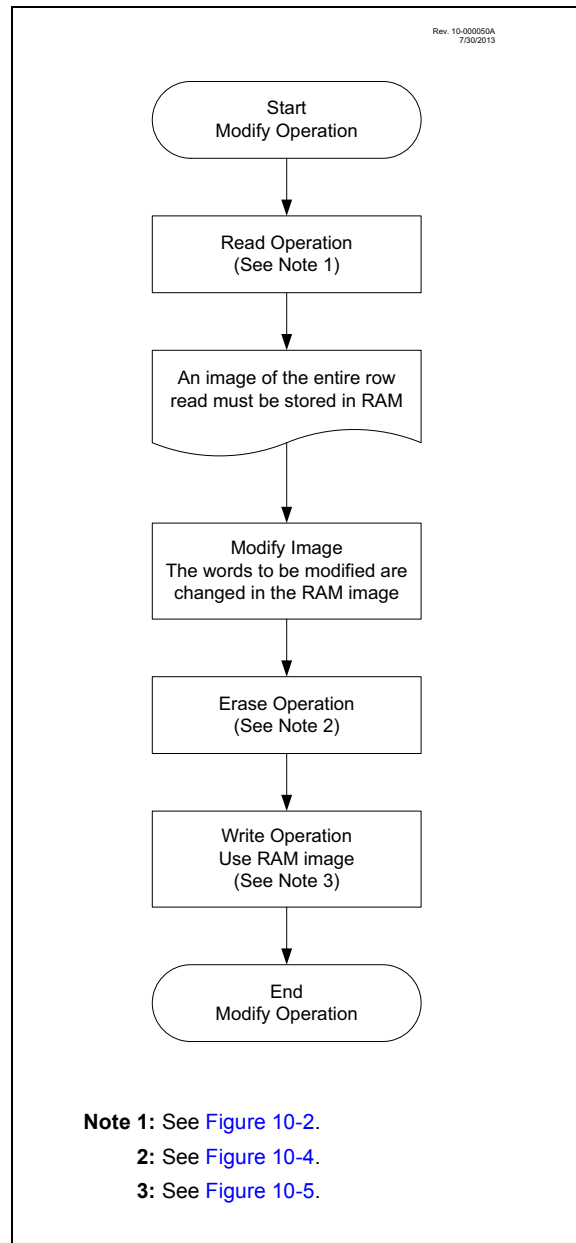 Rev. 10-000050A
7/30/2013
Start
Modify Operation
Read Operation
(See Note 1)
An image of the entire row
read must be stored in RAM
Modify Image
The words to be modified are
changed in the RAM image
Erase Operation
(See Note 2)
Write Operation
Use RAM image
(See Note 3)
End
Modify Operation
Note 1: See Figure 10-2.
2: See Figure 10-4.
3: See Figure 10-5.